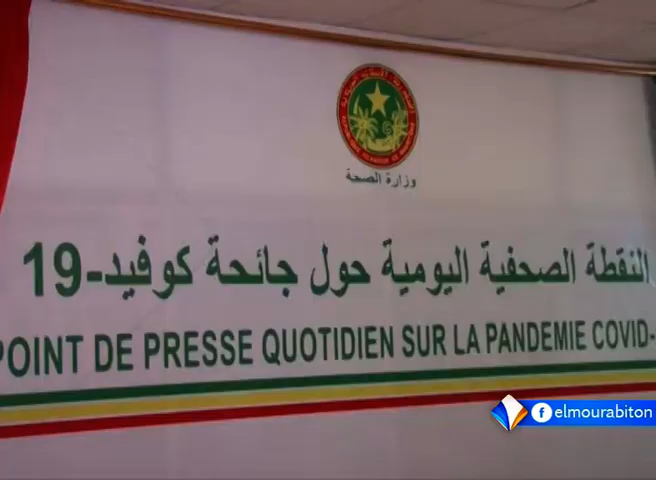 وزارة الصحة
النقطة الصحفية اليومية حول جائحة كوفيد-19
POINT DE PRESSE QUOTIDIEN SUR LA PANDEMIE COVID-
elmourabiton